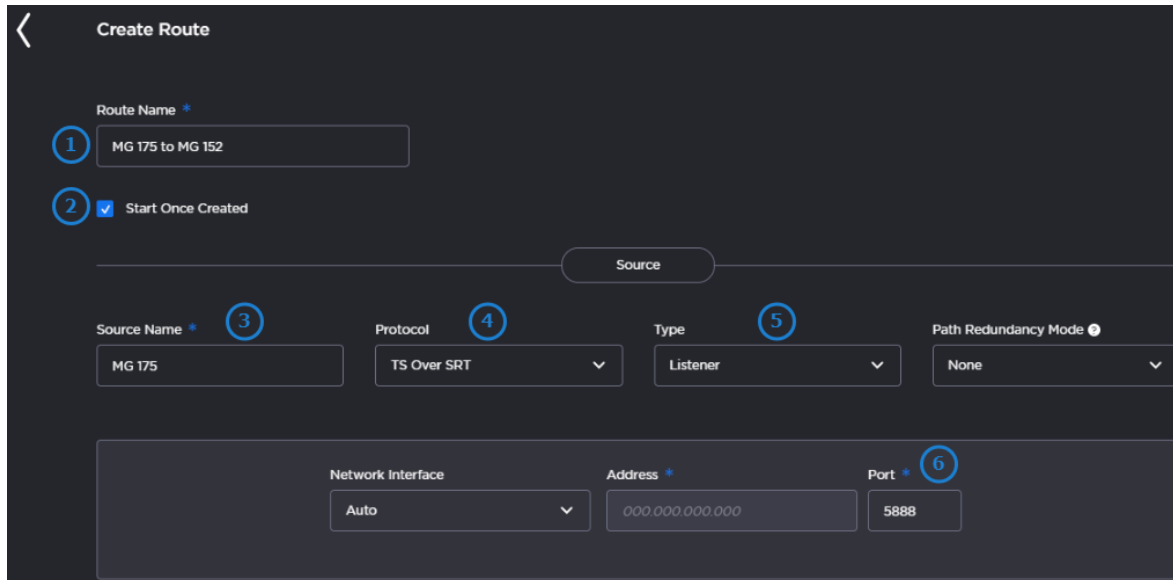 Create Route
Route Name *
1 MG 175 to MG 152
2 Start Once Created
Source
Source Name * 3 Protocol 4 Type 5 Path Redundancy Mode ?
MG 175 TS Over SRT Listener None
Network Interface Address * Port * 6
Auto 000.000.000.000 5888